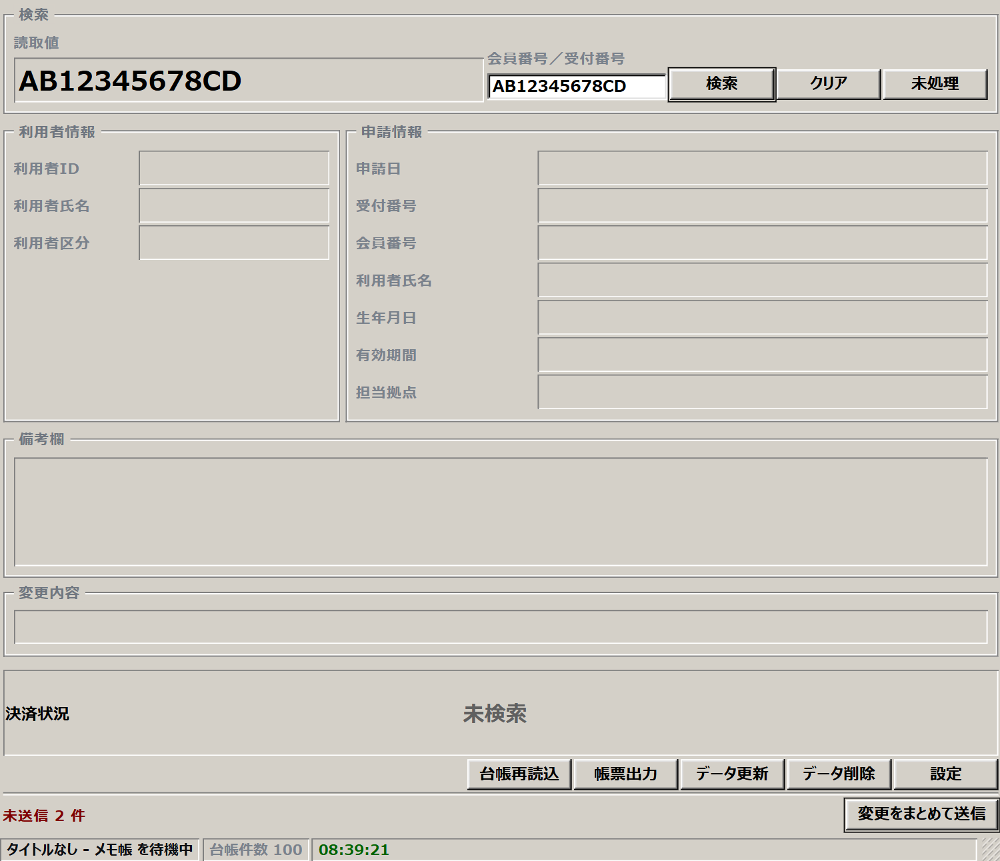 検索
読取値
会員番号／受付番号
AB12345678CD
AB12345678CD
検索
クリア
未処理
利用者情報
利用者ID
利用者氏名
利用者区分
申請情報
申請日
受付番号
会員番号
利用者氏名
生年月日
有効期間
担当拠点
備考欄
変更内容
決済状況
未検索
台帳再読込
帳票出力
データ更新
データ削除
設定
未送信 2 件
変更をまとめて送信
タイトルなし - メモ帳 を待機中
台帳件数 100
08:39:21